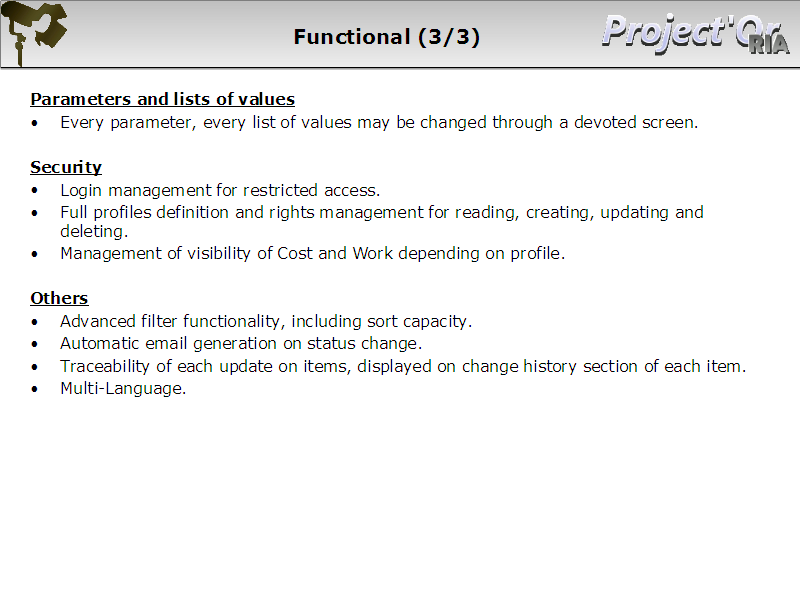 Functional (3/3)
Project'Or
RIA
Parameters and lists of values
• Every parameter, every list of values may be changed through a devoted screen.
Security
• Login management for restricted access.
• Full profiles definition and rights management for reading, creating, updating and
deleting.
• Management of visibility of Cost and Work depending on profile.
Others
• Advanced filter functionality, including sort capacity.
• Automatic email generation on status change.
• Traceability of each update on items, displayed on change history section of each item.
• Multi-Language.